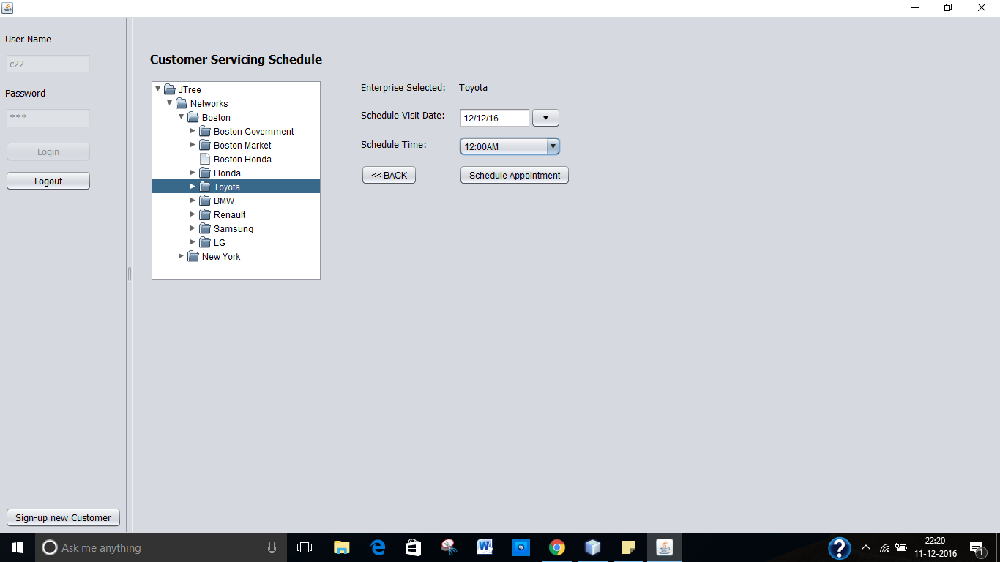 User Name
c22
Password
***
Login
Logout
Sign-up new Customer
Customer Servicing Schedule
JTree
Networks
Boston
Boston Government
Boston Market
Boston Honda
Honda
Toyota
BMW
Renault
Samsung
LG
New York
Enterprise Selected: Toyota
Schedule Visit Date: 12/12/16
Schedule Time: 12:00AM
<< BACK Schedule Appointment
Ask me anything
22:20
11-12-2016
1